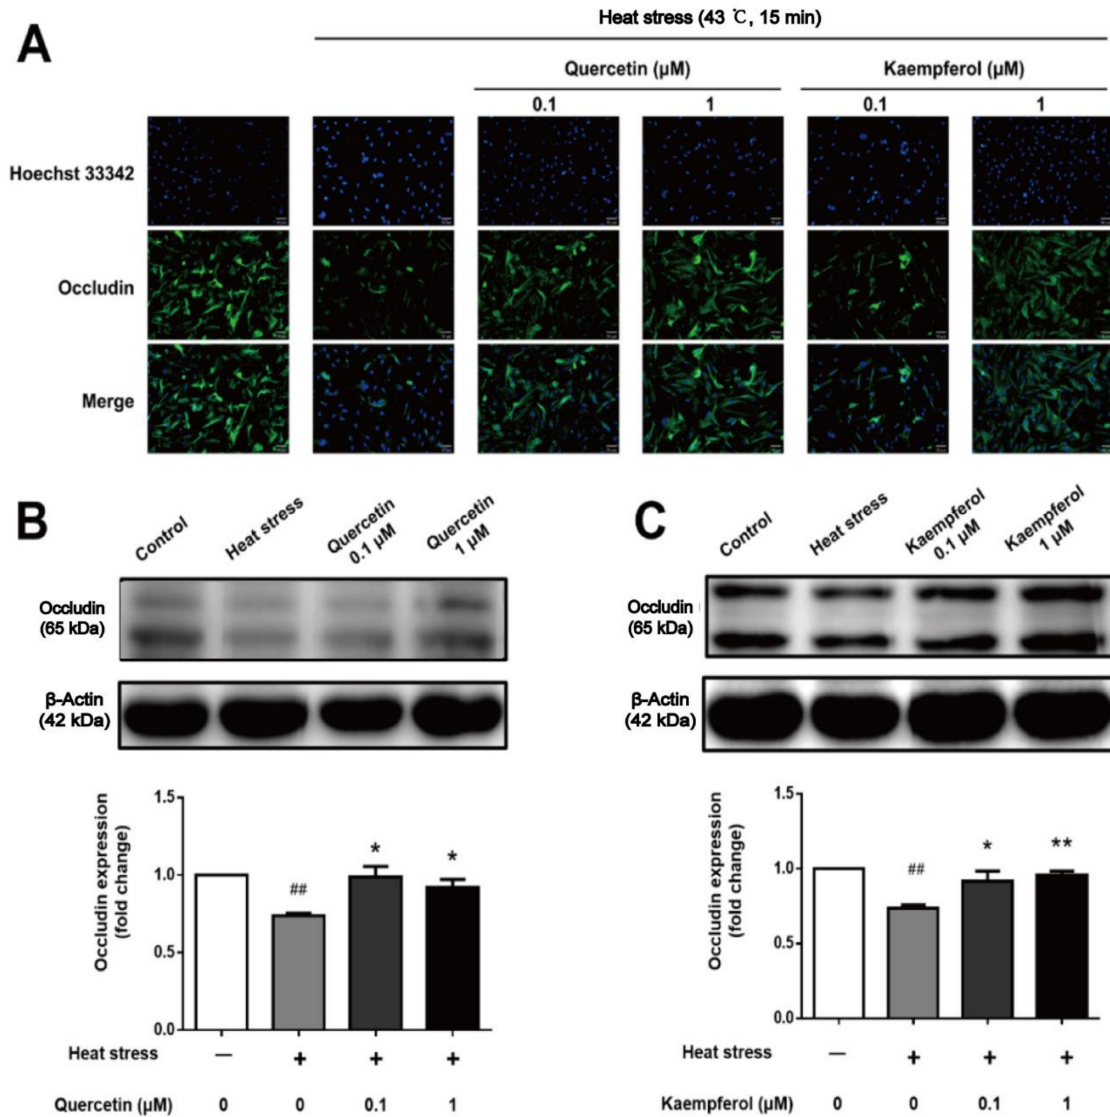 A
Heat stress (43 ℃, 15 min)
Quercetin (μM)
Kaempferol (μM)
0.1
1
0.1
1
Hoechst 33342
Occludin
Merge
B
Control
Heat stress
Quercetin
0.1 μM
Quercetin
1 μM
Occludin
(65 kDa)
β-Actin
(42 kDa)
Occludin expression
(fold change)
1.5
1.0
0.5
0.0
##
*
*
Heat stress
— + + +
Quercetin (μM) 0 0 0.1 1
C
Control
Heat stress
Kaempferol
0.1 μM
Kaempferol
1 μM
Occludin
(65 kDa)
β-Actin
(42 kDa)
Occludin expression
(fold change)
1.5
1.0
0.5
0.0
##
*
**
Heat stress
— + + +
Kaempferol (μM) 0 0 0.1 1